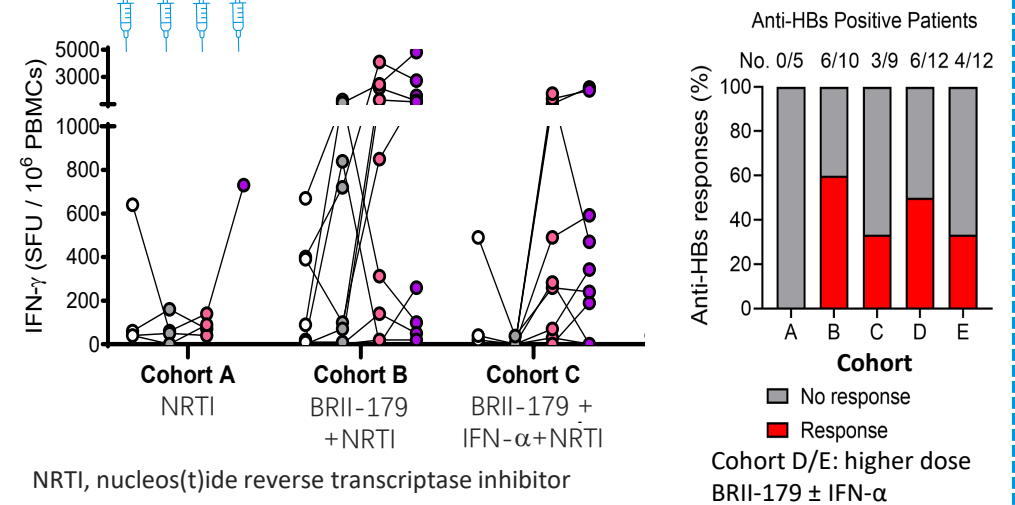 5000
3000
1000
800
600
400
200
0
IFN-γ (SFU / 10⁶ PBMCs)
Cohort A
NRTI
Cohort B
BRII-179
+NRTI
Cohort C
BRII-179 +
IFN-α+NRTI
NRTI, nucleos(t)ide reverse transcriptase inhibitor
Anti-HBs Positive Patients
No. 0/5 6/10 3/9 6/12 4/12
Anti-HBs responses (%)
100
80
60
40
20
0
A B C D E
Cohort
No response
Response
Cohort D/E: higher dose
BRII-179 ± IFN-α